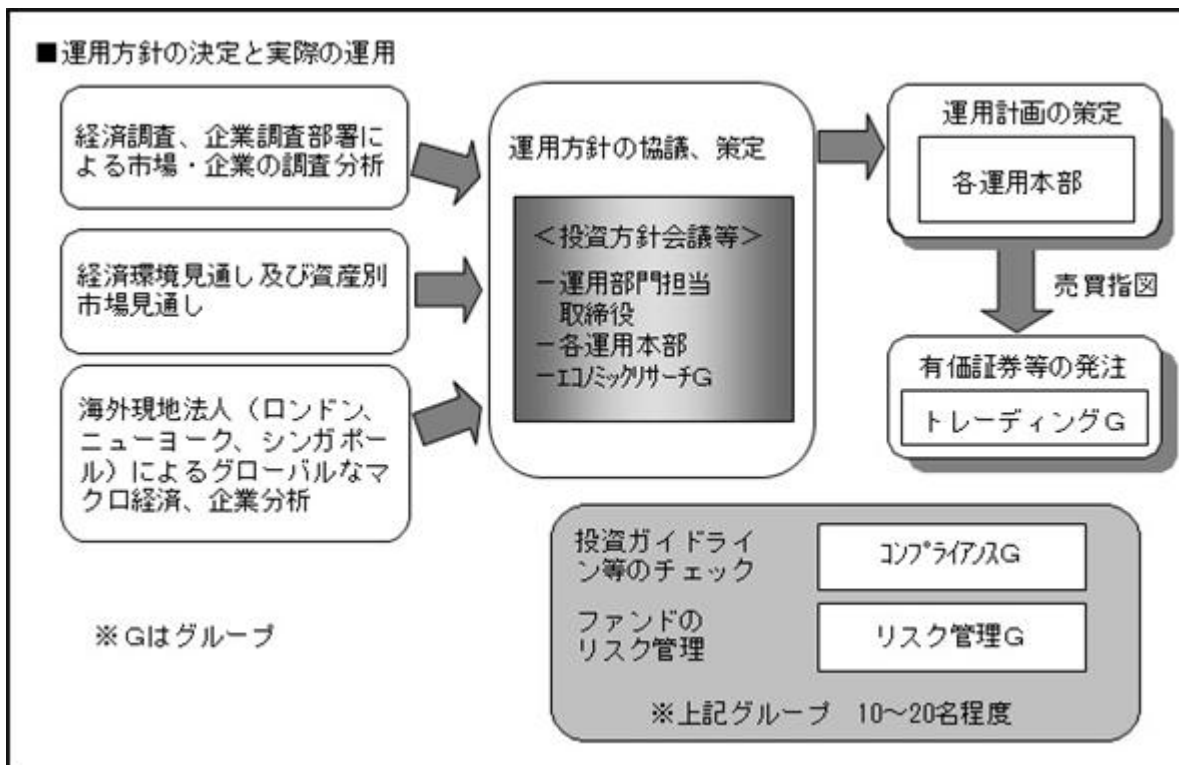 ■運用方針の決定と実際の運用
経済調査、企業調査部署に
よる市場・企業の調査分析
経済環境見通し及び資産別
市場見通し
海外現地法人(ロンドン、
ニューヨーク、シンガポー
ル)によるグローバルなマ
クロ経済、企業分析
運用方針の協議、策定
<投資方針会議等>
-運用部門担当
取締役
-各運用本部
-エコノミックリサーチG
運用計画の策定
各運用本部
売買指図
有価証券等の発注
トレーディングG
投資ガイドライ
ン等のチェック
コンプライアンスG
ファンドの
リスク管理
リスク管理G
※上記グループ 10~20名程度
※Gはグループ